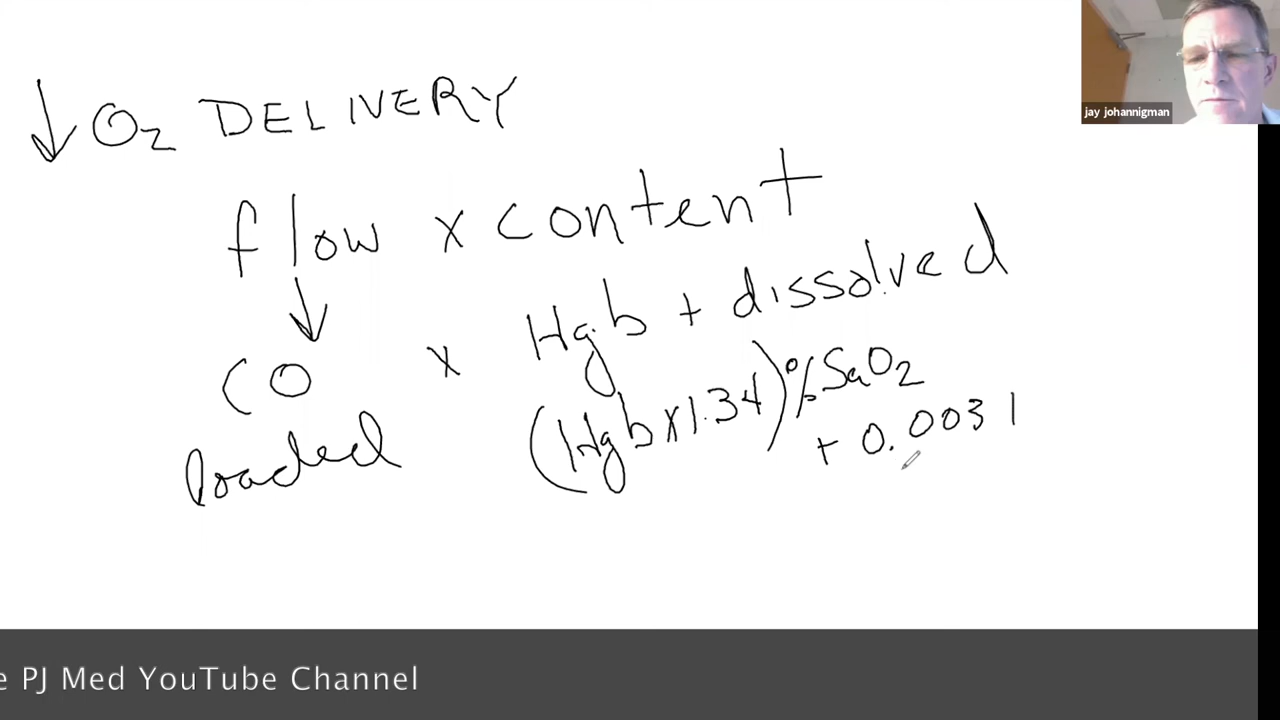 jay johannigman
↓ O2 DELIVERY
flow x content
↓
CO x Hgb + dissolved
loaded (Hgb x 1.34) % SaO2
+ 0.0031
e PJ Med YouTube Channel